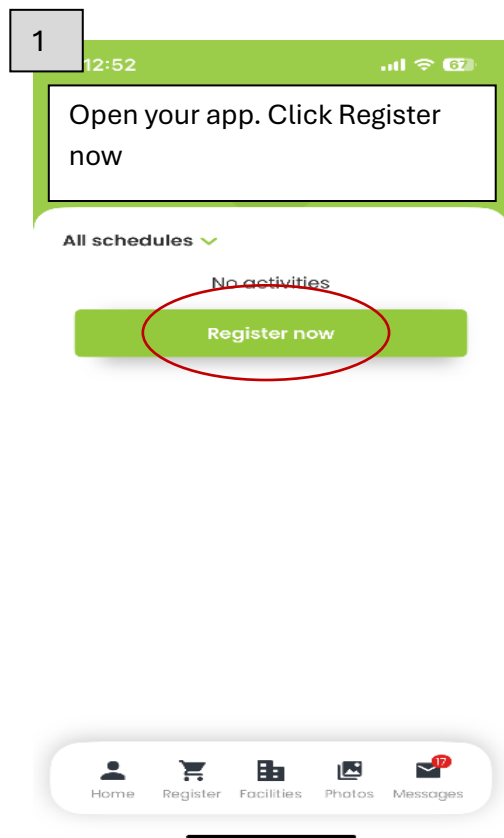 1
12:52
67
Open your app. Click Register
now
All schedules
No activities
Register now
17
Home Register Facilities Photos Messages